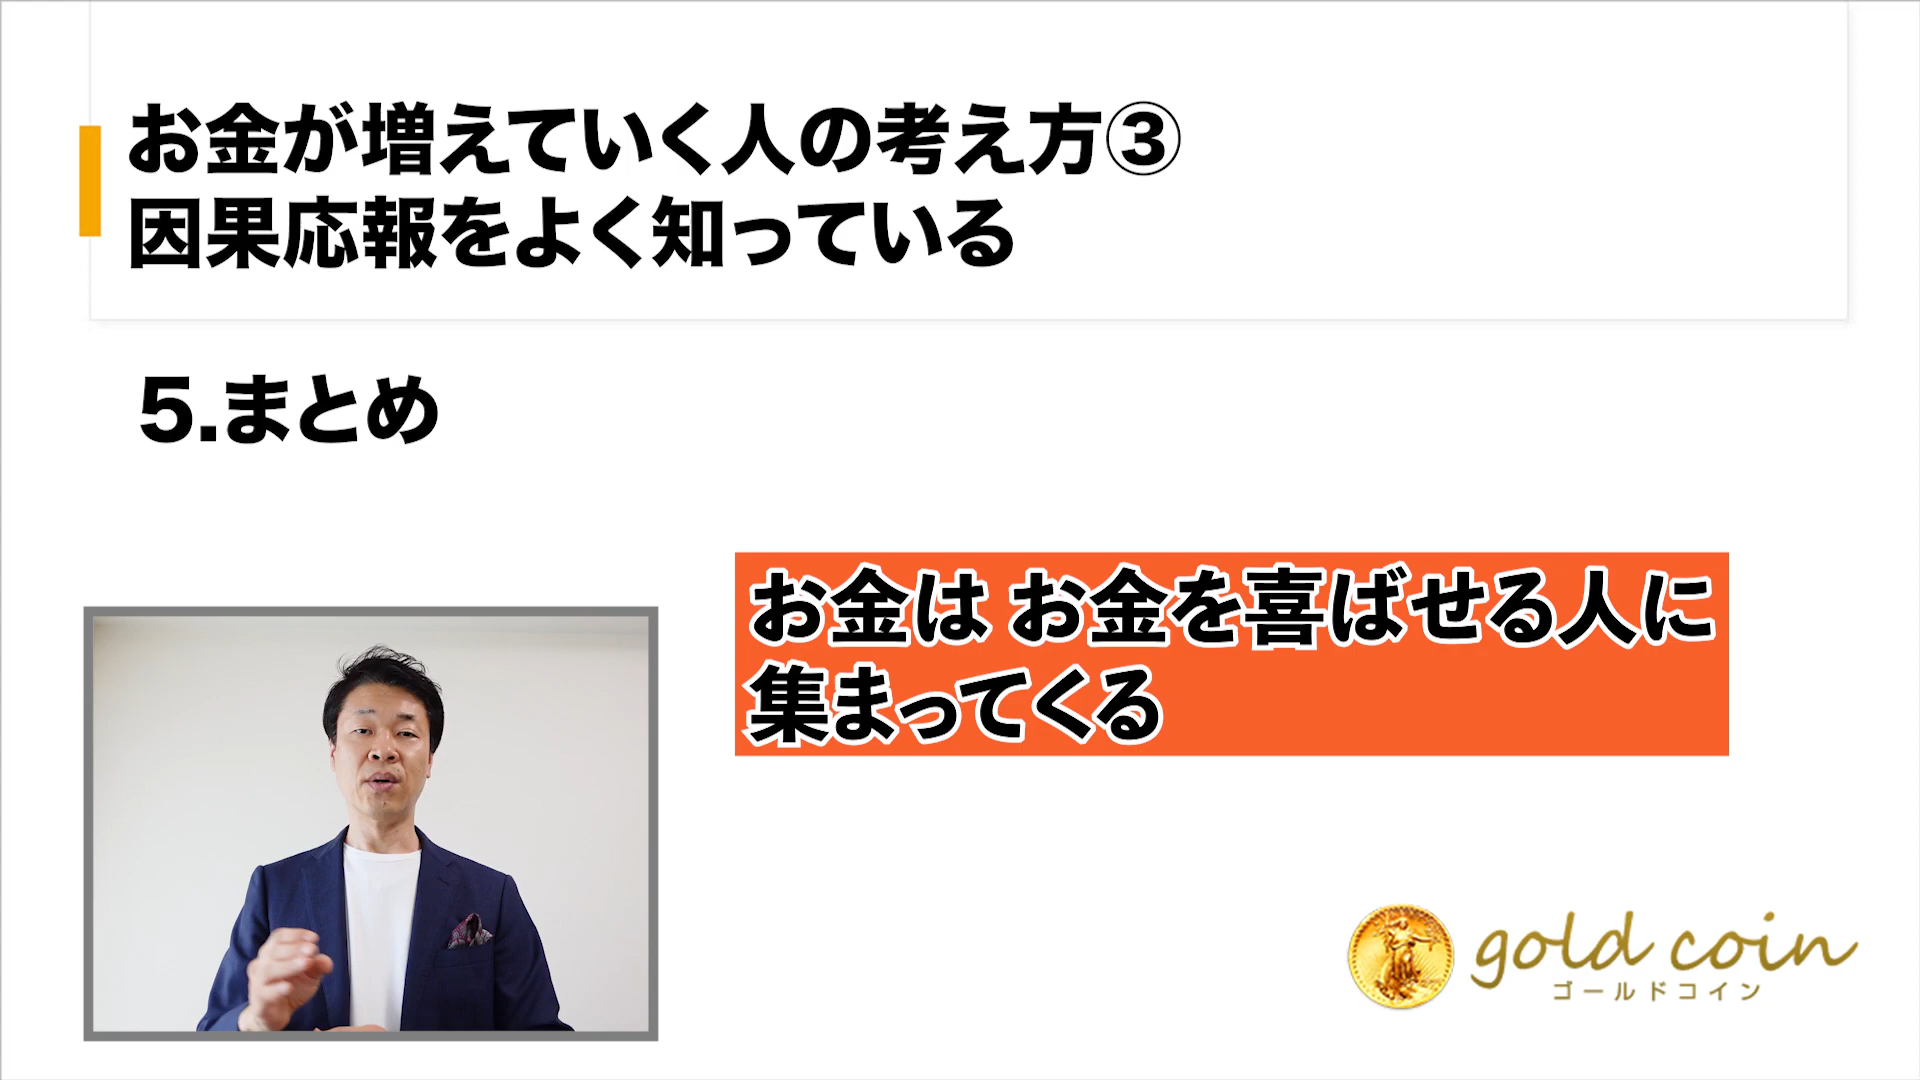 お金が増えていく人の考え方③
因果応報をよく知っている
5.まとめ
お金は お金を喜ばせる人に
集まってくる
gold coin
ゴールドコイン